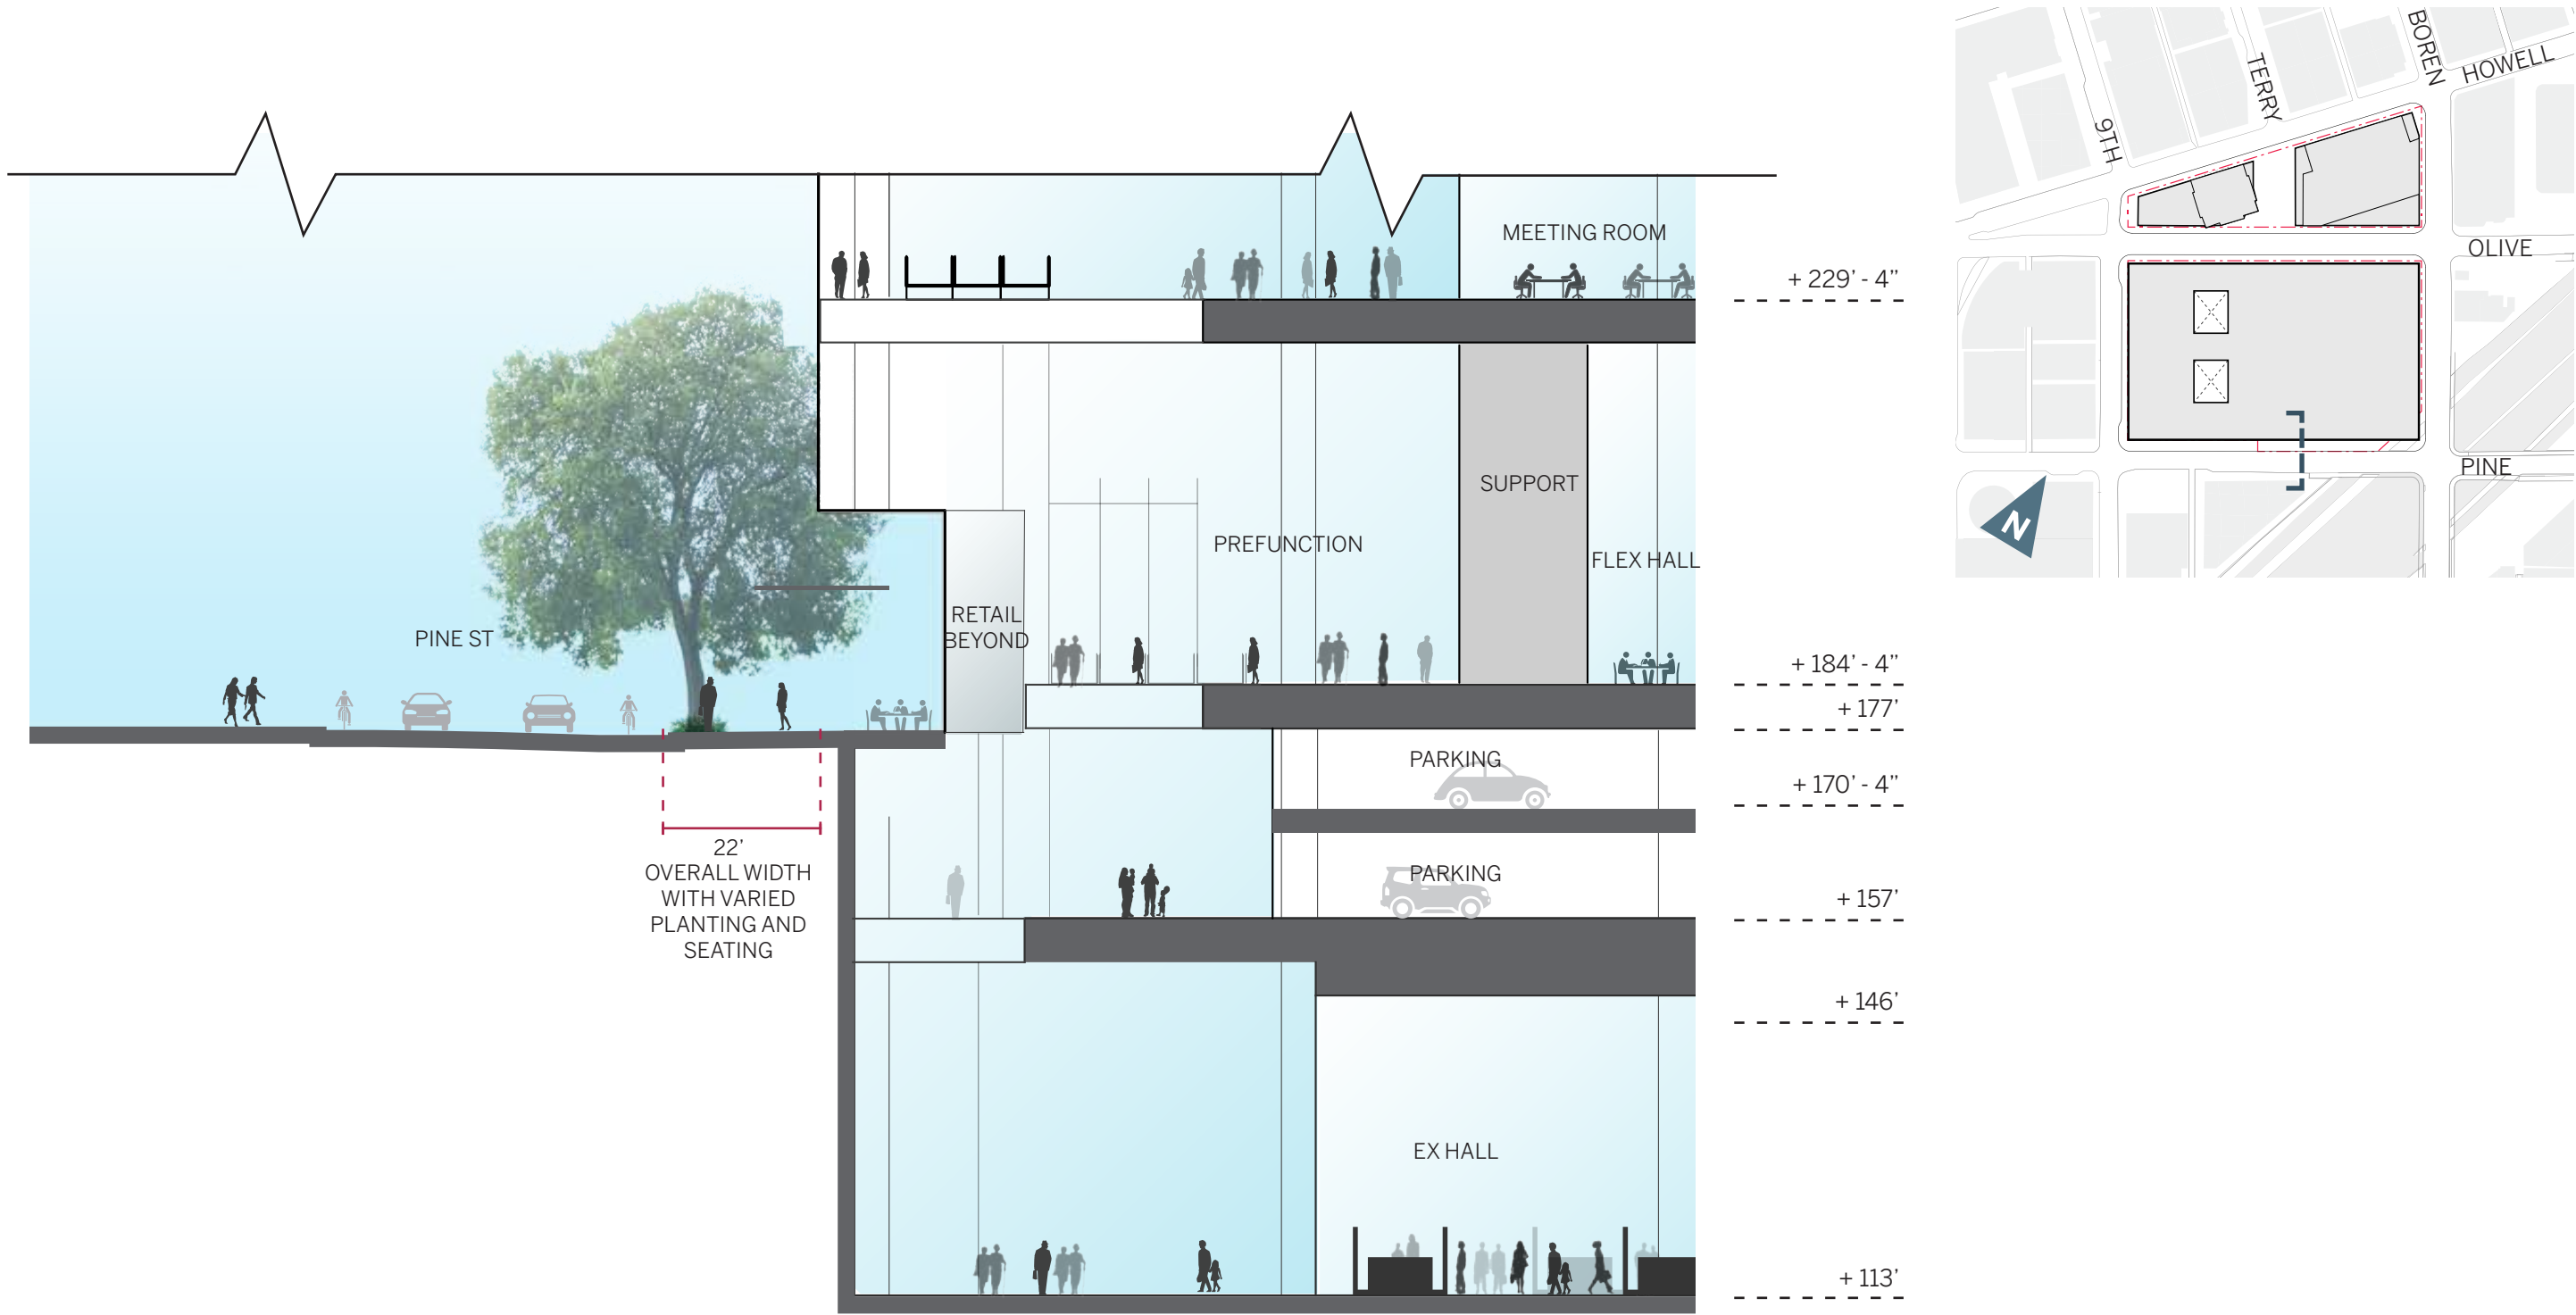 MEETING ROOM
+ 229’ - 4”
SUPPORT
PREFUNCTION
FLEX HALL
RETAIL
BEYOND
PINE ST
+ 184’ - 4”
+ 177’
PARKING
+ 170’ - 4”
22’
OVERALL WIDTH
WITH VARIED
PLANTING AND
SEATING
PARKING
+ 157’
+ 146’
EX HALL
+ 113’
BOREN
HOWELL
TERRY
9TH
OLIVE
PINE
N